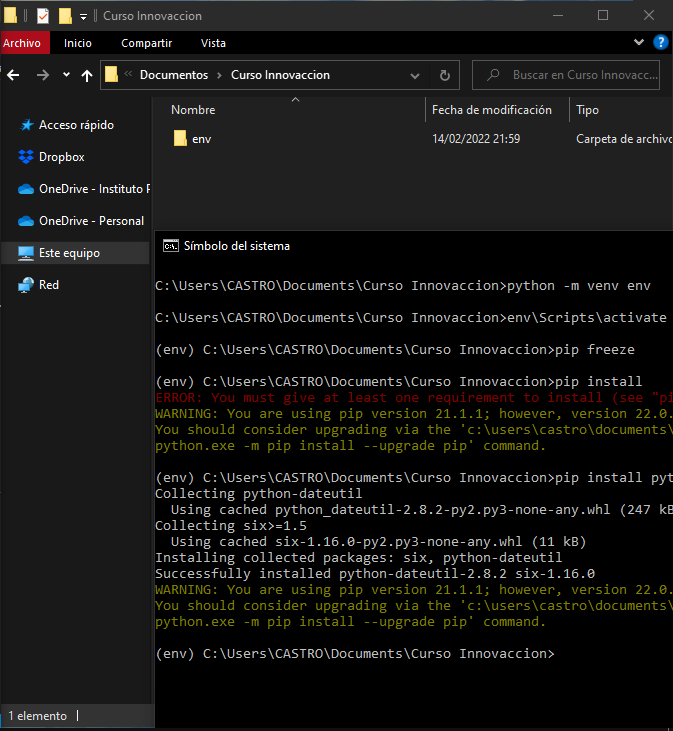 Curso Innovaccion
Archivo Inicio Compartir Vista
« Documentos > Curso Innovaccion Buscar en Curso Innovacc...
Nombre Fecha de modificación Tipo
Acceso rápido
env 14/02/2022 21:59 Carpeta de archivo
Dropbox
OneDrive - Instituto
OneDrive - Personal
Este equipo
Red
Símbolo del sistema
C:\Users\CASTRO\Documents\Curso Innovaccion>python -m venv env
C:\Users\CASTRO\Documents\Curso Innovaccion>env\Scripts\activate
(env) C:\Users\CASTRO\Documents\Curso Innovaccion>pip freeze
(env) C:\Users\CASTRO\Documents\Curso Innovaccion>pip install
ERROR: You must give at least one requirement to install (see "pi
WARNING: You are using pip version 21.1.1; however, version 22.0.
You should consider upgrading via the 'c:\users\castro\documents\
python.exe -m pip install --upgrade pip' command.
(env) C:\Users\CASTRO\Documents\Curso Innovaccion>pip install pyt
Collecting python-dateutil
Using cached python_dateutil-2.8.2-py2.py3-none-any.whl (247 kB
Collecting six>=1.5
Using cached six-1.16.0-py2.py3-none-any.whl (11 kB)
Installing collected packages: six, python-dateutil
Successfully installed python-dateutil-2.8.2 six-1.16.0
WARNING: You are using pip version 21.1.1; however, version 22.0.
You should consider upgrading via the 'c:\users\castro\documents\
python.exe -m pip install --upgrade pip' command.
(env) C:\Users\CASTRO\Documents\Curso Innovaccion>
1 elemento